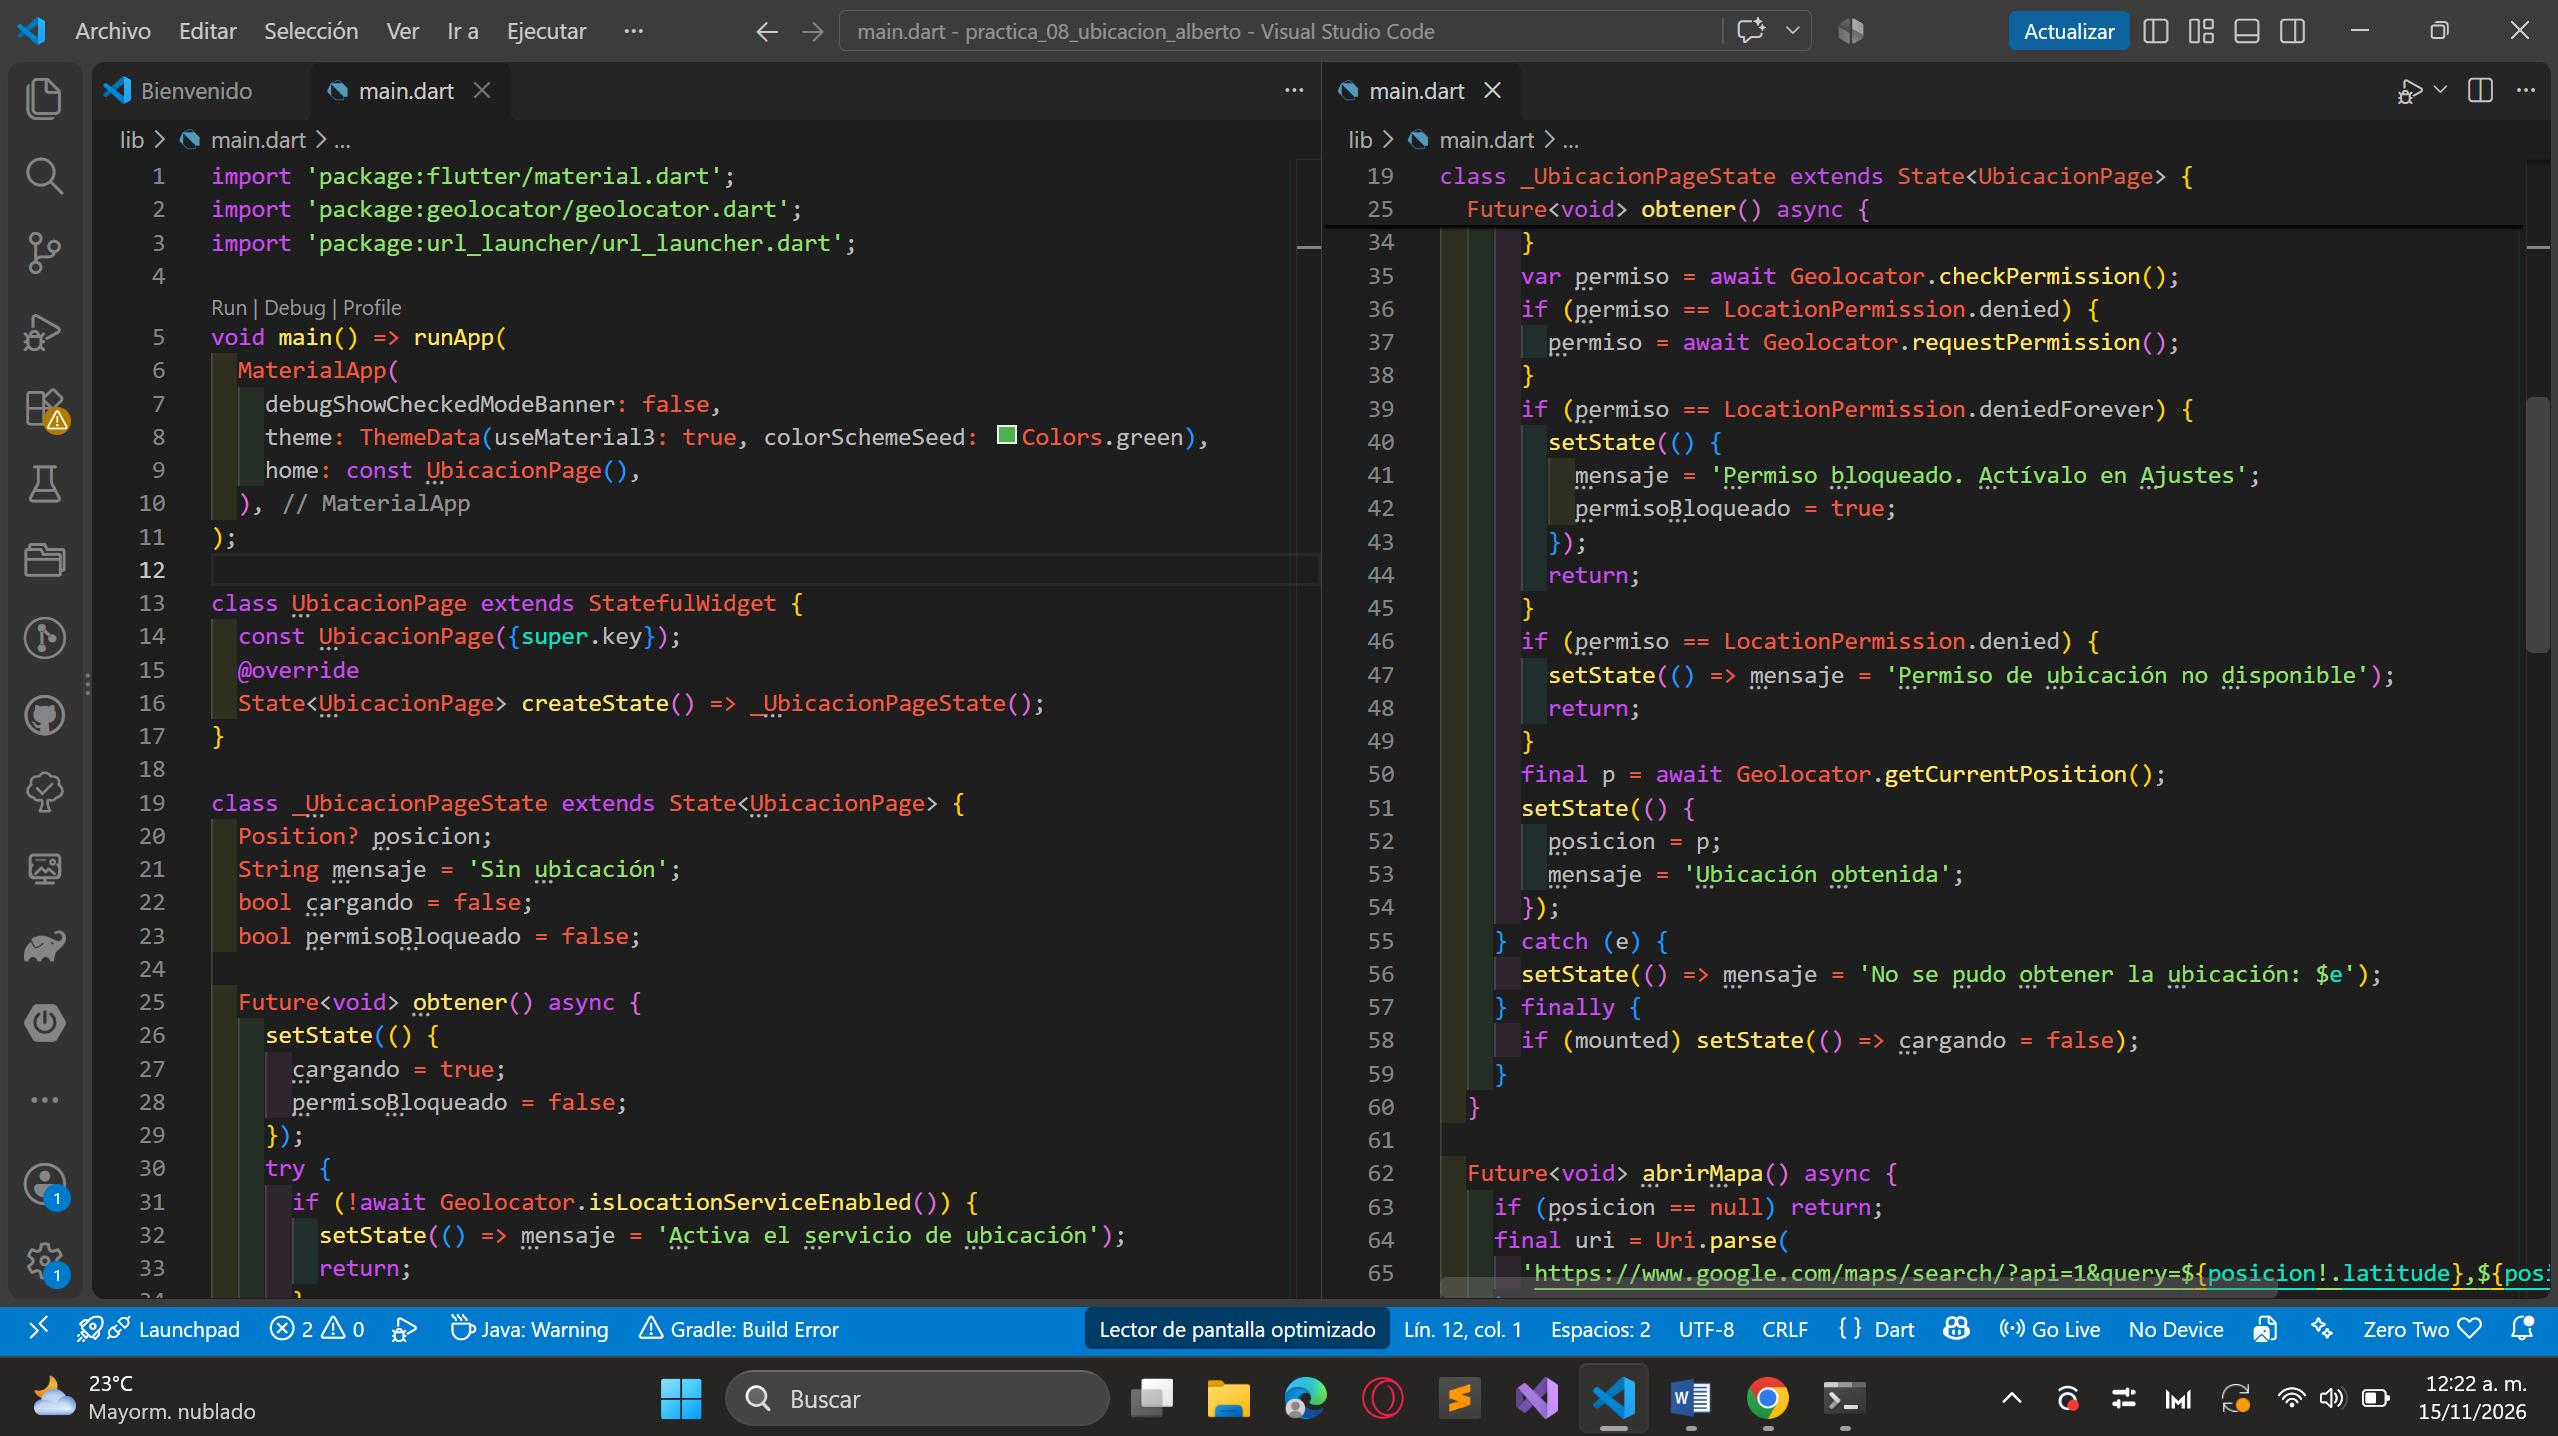 Archivo Editar Selección Ver Ir a Ejecutar ··· main.dart - practica_08_ubicacion_alberto - Visual Studio Code Actualizar
Bienvenido main.dart
lib > main.dart > ...
1 import 'package:flutter/material.dart';
2 import 'package:geolocator/geolocator.dart';
3 import 'package:url_launcher/url_launcher.dart';
4
Run | Debug | Profile
5 void main() => runApp(
6 MaterialApp(
7 debugShowCheckedModeBanner: false,
8 theme: ThemeData(useMaterial3: true, colorSchemeSeed: Colors.green),
9 home: const UbicacionPage(),
10 ), // MaterialApp
11 );
12
13 class UbicacionPage extends StatefulWidget {
14 const UbicacionPage({super.key});
15 @override
16 State<UbicacionPage> createState() => _UbicacionPageState();
17 }
18
19 class _UbicacionPageState extends State<UbicacionPage> {
20 Position? posicion;
21 String mensaje = 'Sin ubicación';
22 bool cargando = false;
23 bool permisoBloqueado = false;
24
25 Future<void> obtener() async {
26 setState(() {
27 cargando = true;
28 permisoBloqueado = false;
29 });
30 try {
31 if (!await Geolocator.isLocationServiceEnabled()) {
32 setState(() => mensaje = 'Activa el servicio de ubicación');
33 return;
main.dart
lib > main.dart > ...
19 class _UbicacionPageState extends State<UbicacionPage> {
25 Future<void> obtener() async {
34 }
35 var permiso = await Geolocator.checkPermission();
36 if (permiso == LocationPermission.denied) {
37 permiso = await Geolocator.requestPermission();
38 }
39 if (permiso == LocationPermission.deniedForever) {
40 setState(() {
41 mensaje = 'Permiso bloqueado. Actívalo en Ajustes';
42 permisoBloqueado = true;
43 });
44 return;
45 }
46 if (permiso == LocationPermission.denied) {
47 setState(() => mensaje = 'Permiso de ubicación no disponible');
48 return;
49 }
50 final p = await Geolocator.getCurrentPosition();
51 setState(() {
52 posicion = p;
53 mensaje = 'Ubicación obtenida';
54 });
55 } catch (e) {
56 setState(() => mensaje = 'No se pudo obtener la ubicación: $e');
57 } finally {
58 if (mounted) setState(() => cargando = false);
59 }
60 }
61
62 Future<void> abrirMapa() async {
63 if (posicion == null) return;
64 final uri = Uri.parse(
65 'https://www.google.com/maps/search/?api=1&query=${posicion!.latitude},${posi
1
1
Launchpad 2 0 Java: Warning Gradle: Build Error Lector de pantalla optimizado Lín. 12, col. 1 Espacios: 2 UTF-8 CRLF {} Dart Go Live No Device Zero Two
23°C
Mayorm. nublado
Buscar
12:22 a. m.
15/11/2026